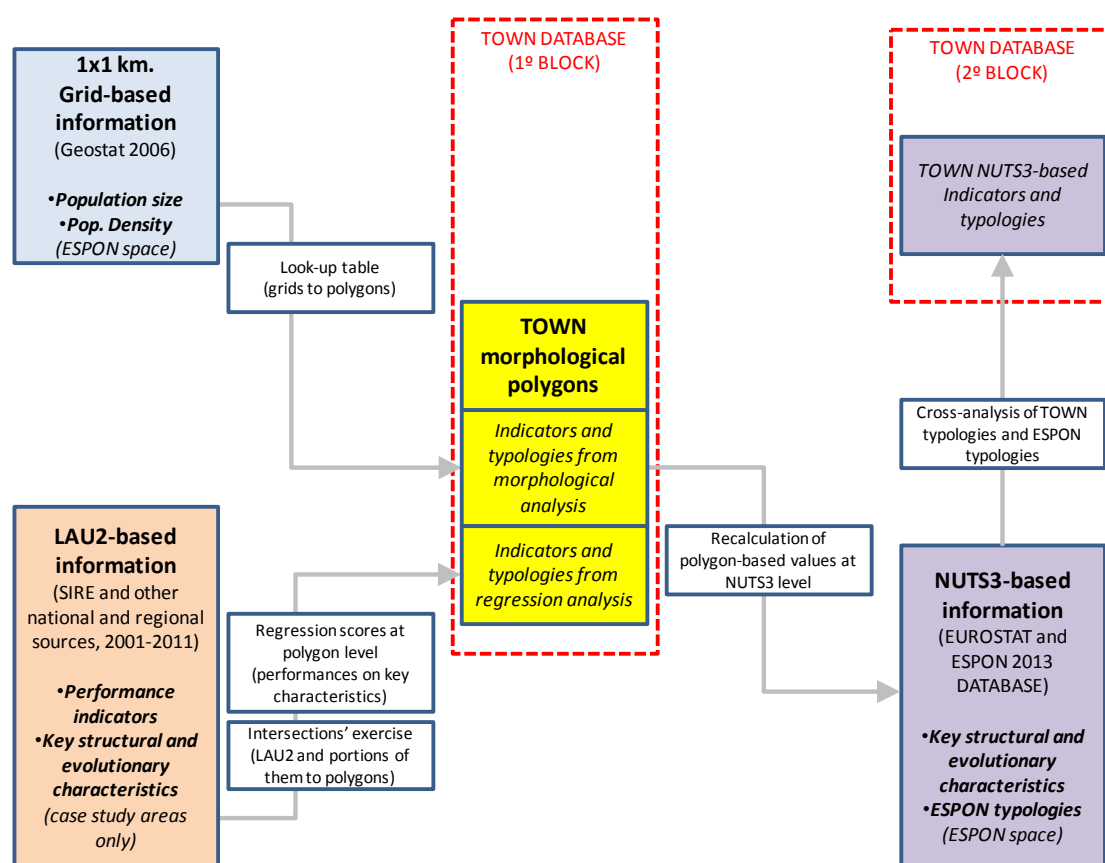 1x1 km.
Grid-based
information
(Geostat 2006)
•Population size
•Pop. Density
(ESPON space)
Look-up table
(grids to polygons)
LAU2-based
information
(SIRE and other
national and regional
sources, 2001-2011)
•Performance
indicators
•Key structural and
evolutionary
characteristics
(case study areas
only)
Regression scores at
polygon level
(performances on key
characteristics)
Intersections’ exercise
(LAU2 and portions of
them to polygons)
TOWN DATABASE
(1º BLOCK)
TOWN
morphological
polygons
Indicators and
typologies from
morphological
analysis
Indicators and
typologies from
regression analysis
Recalculation of
polygon-based values at
NUTS3 level
TOWN DATABASE
(2º BLOCK)
TOWN NUTS3-based
Indicators and
typologies
Cross-analysis of TOWN
typologies and ESPON
typologies
NUTS3-based
information
(EUROSTAT and
ESPON 2013
DATABASE)
•Key structural and
evolutionary
characteristics
•ESPON typologies
(ESPON space)